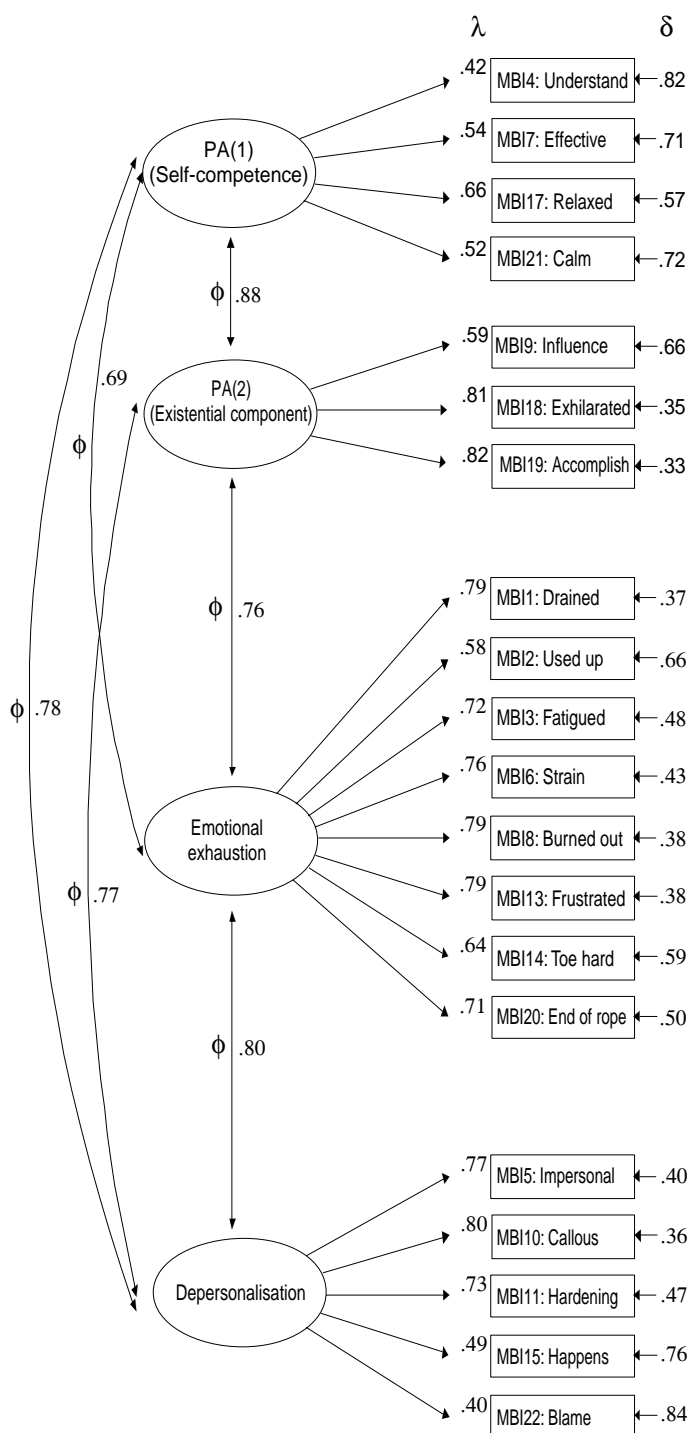 λ δ
.42 MBI4: Understand .82
PA(1)
(Self-competence)
.54 MBI7: Effective .71
.66 MBI17: Relaxed .57
.52 MBI21: Calm .72
ϕ .88
.59 MBI9: Influence .66
.69
PA(2)
(Existential component)
.81 MBI18: Exhilarated .35
ϕ
.82 MBI19: Accomplish .33
ϕ .76
.79 MBI1: Drained .37
.58 MBI2: Used up .66
ϕ .78
.72 MBI3: Fatigued .48
.76 MBI6: Strain .43
Emotional
exhaustion
.79 MBI8: Burned out .38
ϕ .77
.79 MBI13: Frustrated .38
.64 MBI14: Toe hard .59
.71 MBI20: End of rope .50
ϕ .80
.77 MBI5: Impersonal .40
.80 MBI10: Callous .36
Depersonalisation
.73 MBI11: Hardening .47
.49 MBI15: Happens .76
.40 MBI22: Blame .84